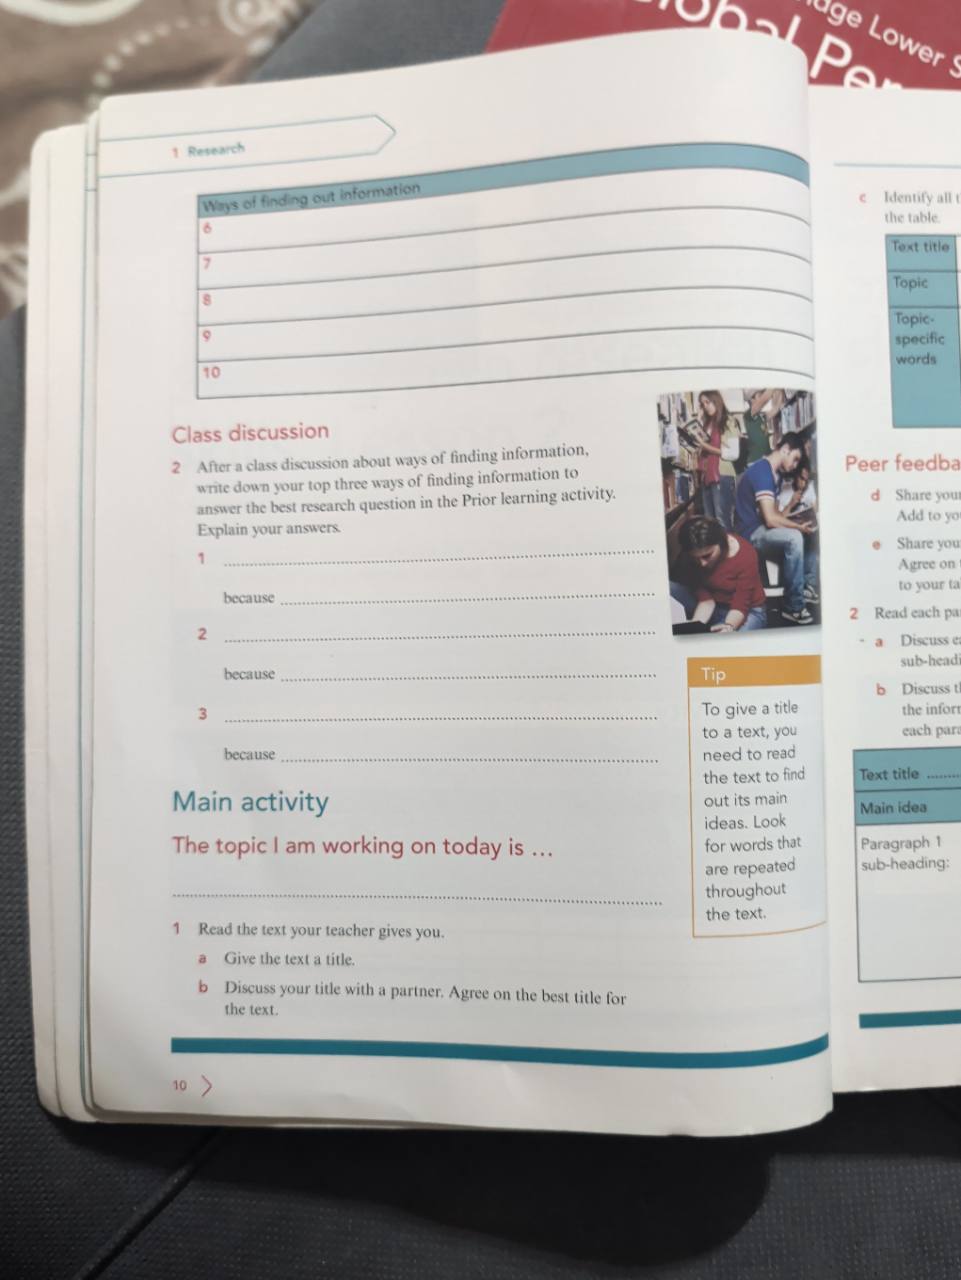 dge Lower S
Global Per
1 Research
Ways of finding out information
6
7
8
9
10
Class discussion
2 After a class discussion about ways of finding information,
write down your top three ways of finding information to
answer the best research question in the Prior learning activity.
Explain your answers.
1
because
2
because
3
because
Main activity
The topic I am working on today is ...
1 Read the text your teacher gives you.
a Give the text a title.
b Discuss your title with a partner. Agree on the best title for
the text.
10
Tip
To give a title
to a text, you
need to read
the text to find
out its main
ideas. Look
for words that
are repeated
throughout
the text.
c Identify all t
the table.
Text title
Topic
Topic-
specific
words
Peer feedba
d Share your
Add to yo
e Share you
Agree on
to your ta
2 Read each pa
a Discuss ea
sub-headi
b Discuss t
the infor
each para
Text title
Main idea
Paragraph 1
sub-heading: